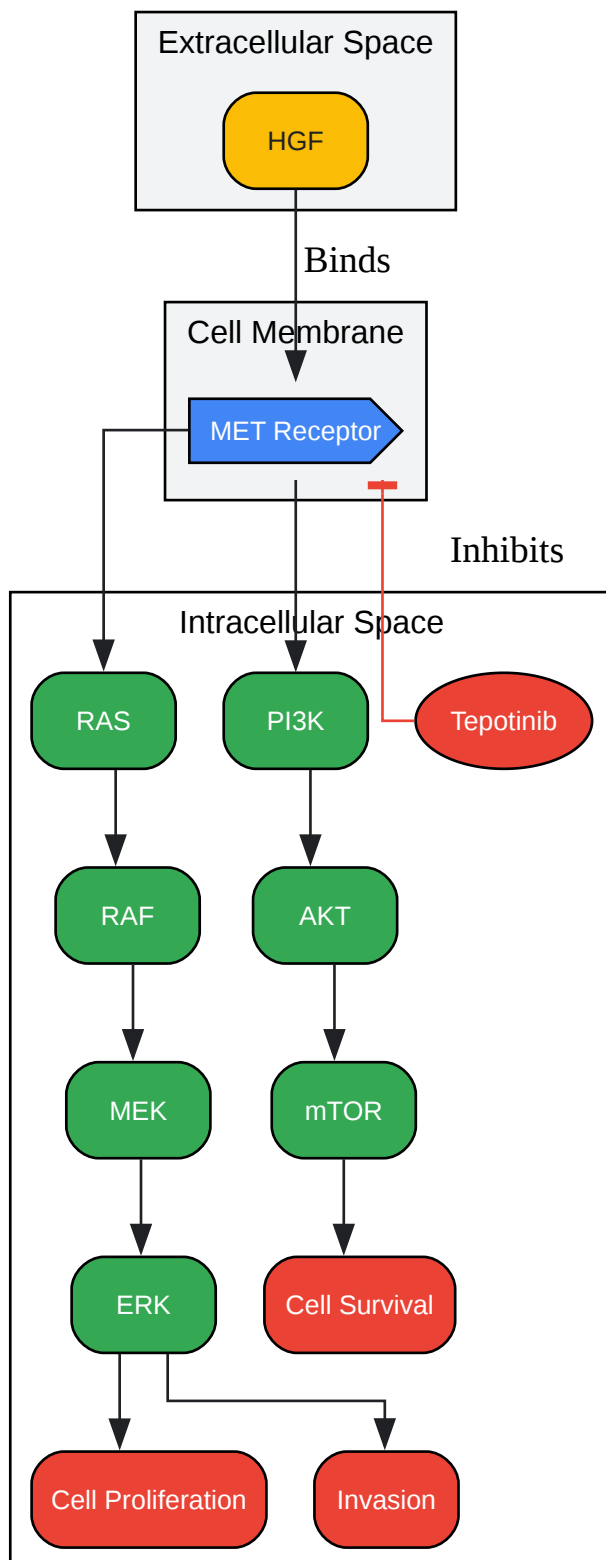 Extracellular Space
HGF
Binds
Cell Membrane
MET Receptor
Inhibits
Intracellular Space
RAS
PI3K
Tepotinib
RAF
AKT
MEK
mTOR
ERK
Cell Survival
Cell Proliferation
Invasion